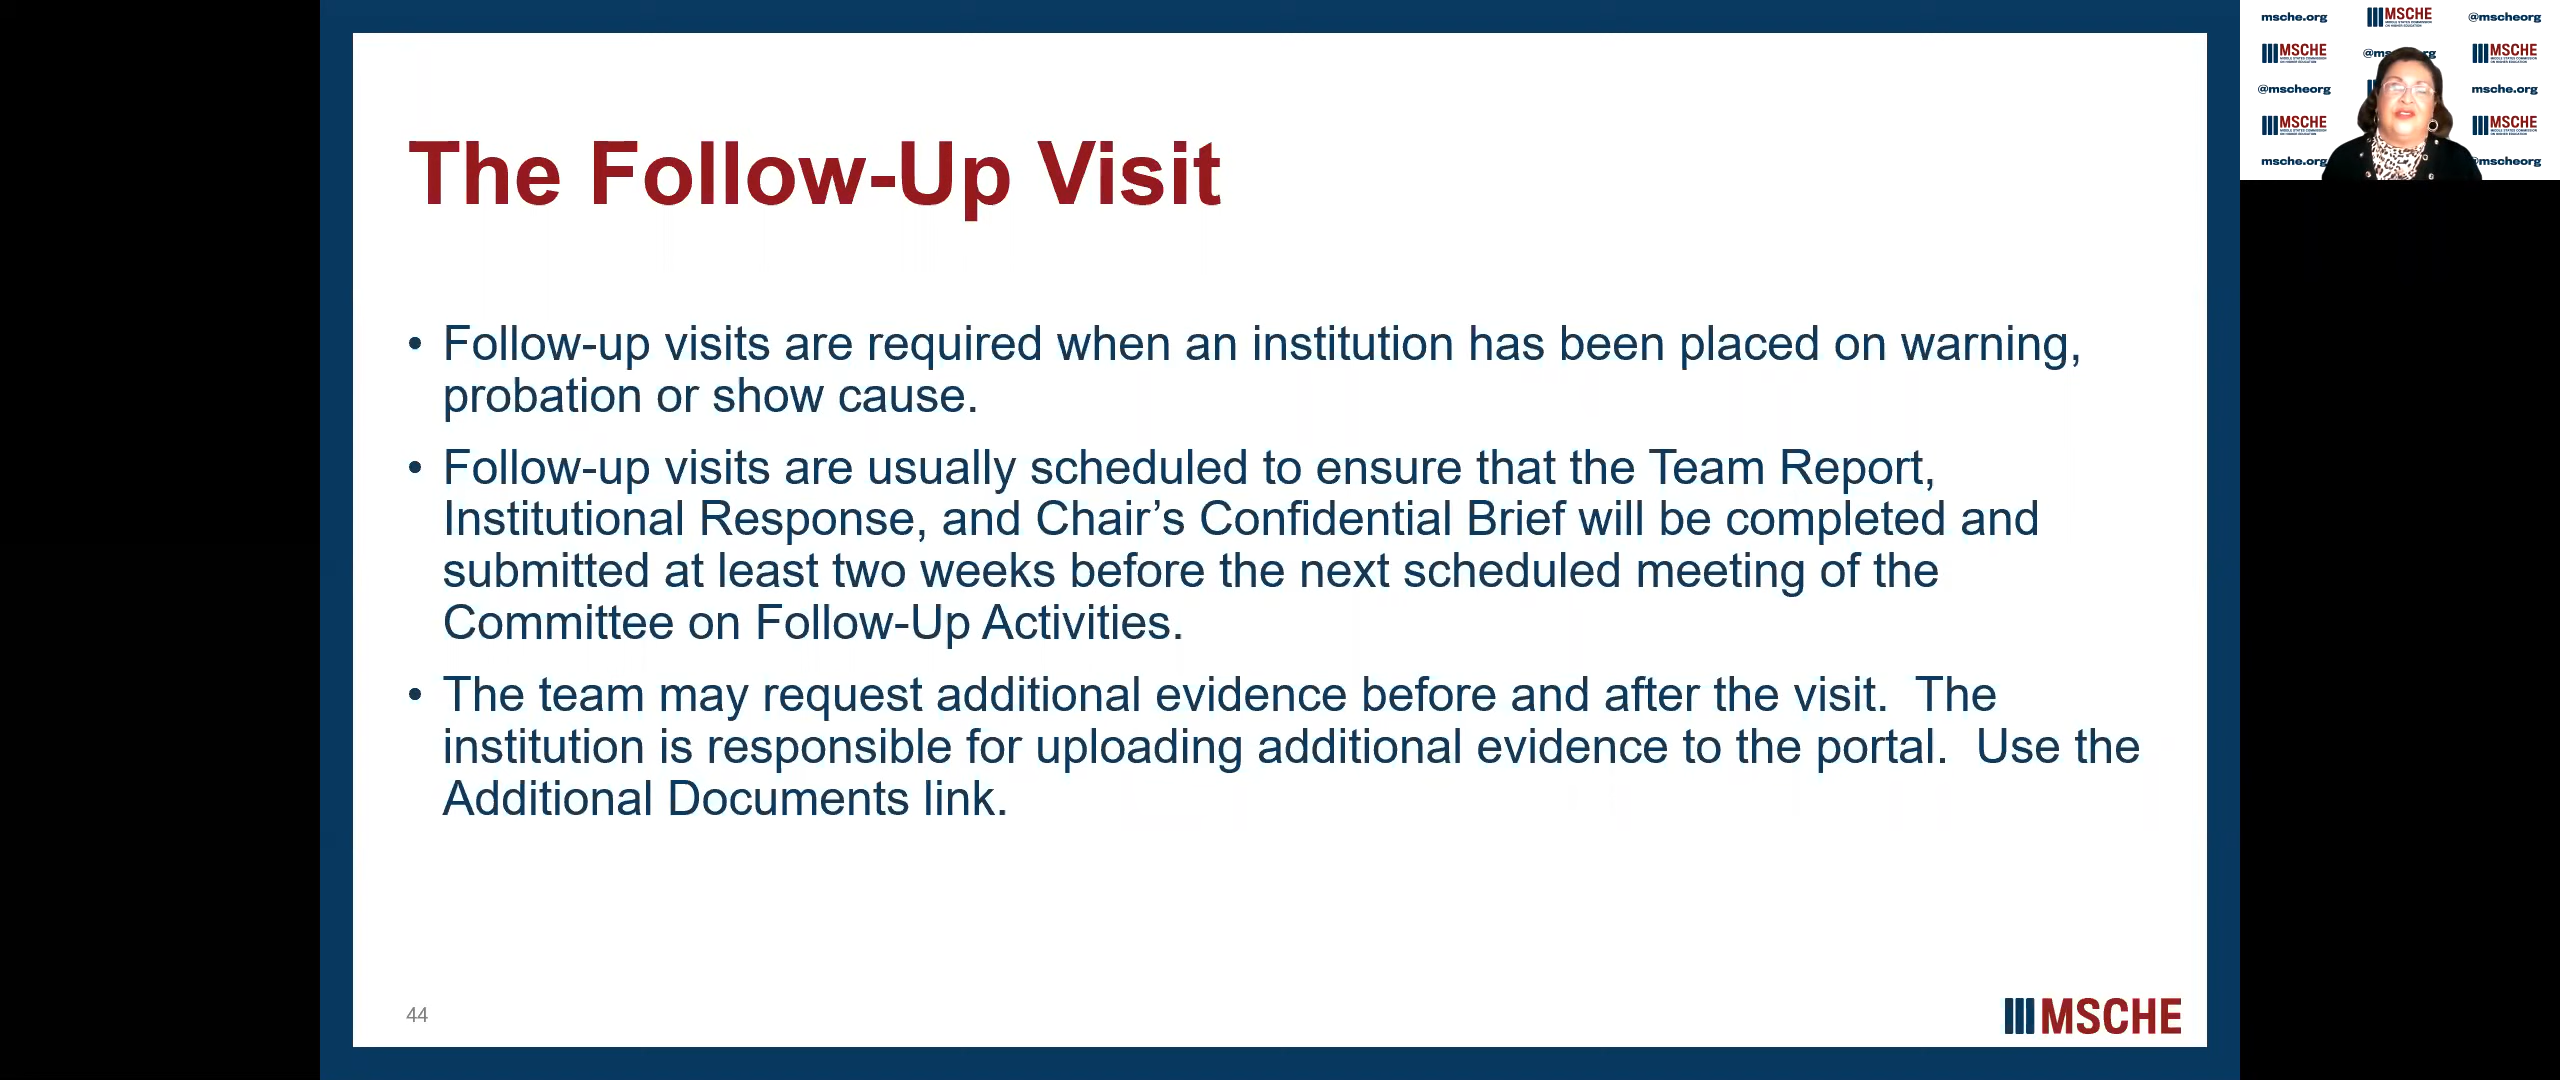 The Follow-Up Visit
• Follow-up visits are required when an institution has been placed on warning,
probation or show cause.
• Follow-up visits are usually scheduled to ensure that the Team Report,
Institutional Response, and Chair’s Confidential Brief will be completed and
submitted at least two weeks before the next scheduled meeting of the
Committee on Follow-Up Activities.
• The team may request additional evidence before and after the visit.  The
institution is responsible for uploading additional evidence to the portal.  Use the
Additional Documents link.
44
MSCHE
msche.org MSCHE @mscheorg
MSCHE MSCHE
@mscheorg msche.org
MSCHE MSCHE
msche.org mscheorg